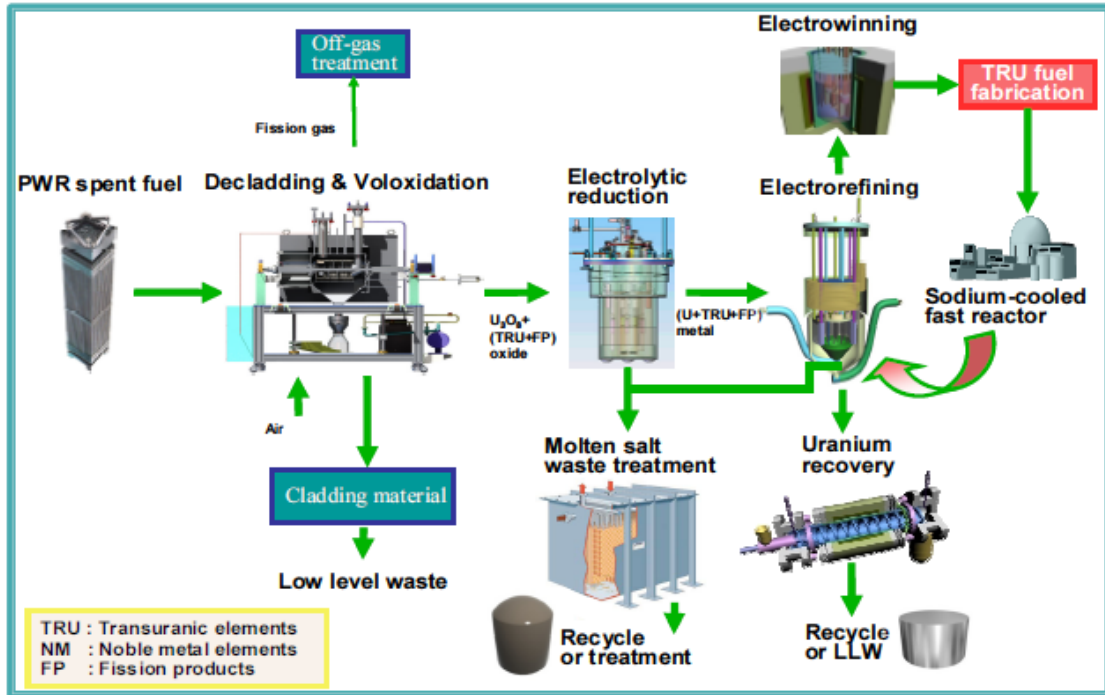 Electrowinning
Off-gas
treatment
TRU fuel
fabrication
Fission gas
PWR spent fuel
Decladding & Voloxidation
Electrolytic
reduction
Electrorefining
U₃O₈+
(TRU+FP)
oxide
(U+TRU+FP)
metal
Sodium-cooled
fast reactor
Air
Molten salt
waste treatment
Uranium
recovery
Cladding material
Low level waste
TRU : Transuranic elements
NM : Noble metal elements
FP : Fission products
Recycle
or treatment
Recycle
or LLW